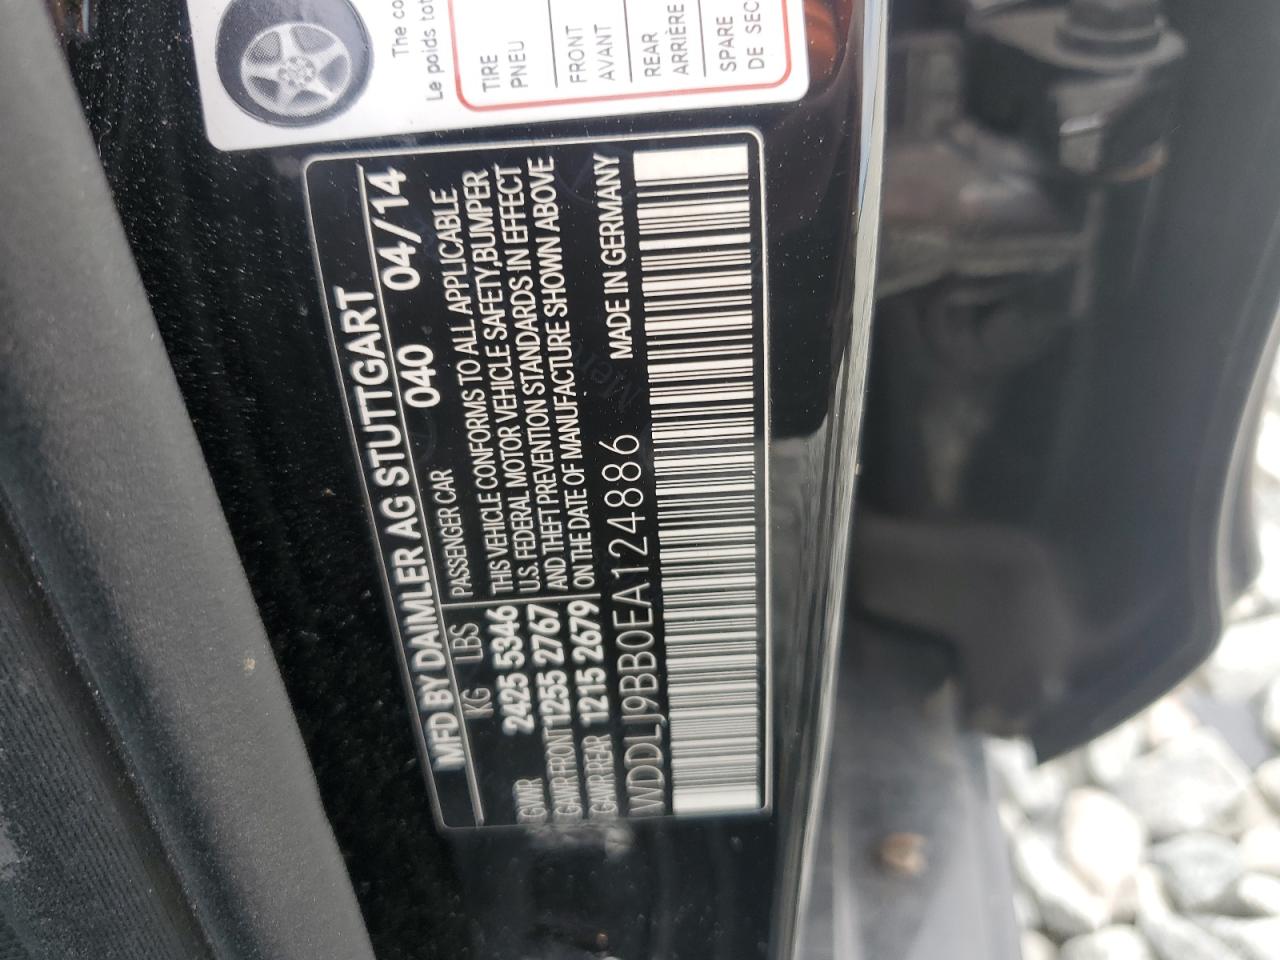 The co
Le poids tot
TIRE
PNEU
FRONT
AVANT
REAR
ARRIÈRE
SPARE
DE SEC
MFD BY DAIMLER AG STUTTGART
KG LBS PASSENGER CAR 040 04/14
GVWR 2425 5346
GAWR FRONT 1255 2767
GAWR REAR 1215 2679
THIS VEHICLE CONFORMS TO ALL APPLICABLE
U.S. FEDERAL MOTOR VEHICLE SAFETY,BUMPER
AND THEFT PREVENTION STANDARDS IN EFFECT
ON THE DATE OF MANUFACTURE SHOWN ABOVE
WDDLJ9BB0EA124886 MADE IN GERMANY